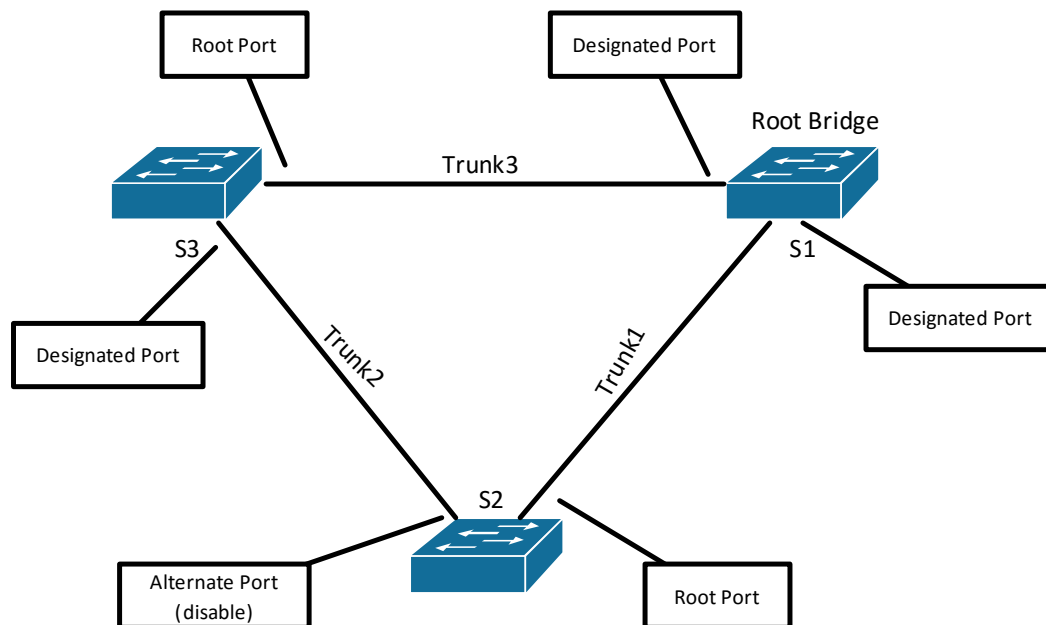 Root Port
Designated Port
Root Bridge
Trunk3
S3
S1
Designated Port
Designated Port
Trunk2
Trunk1
S2
Alternate Port
(disable)
Root Port